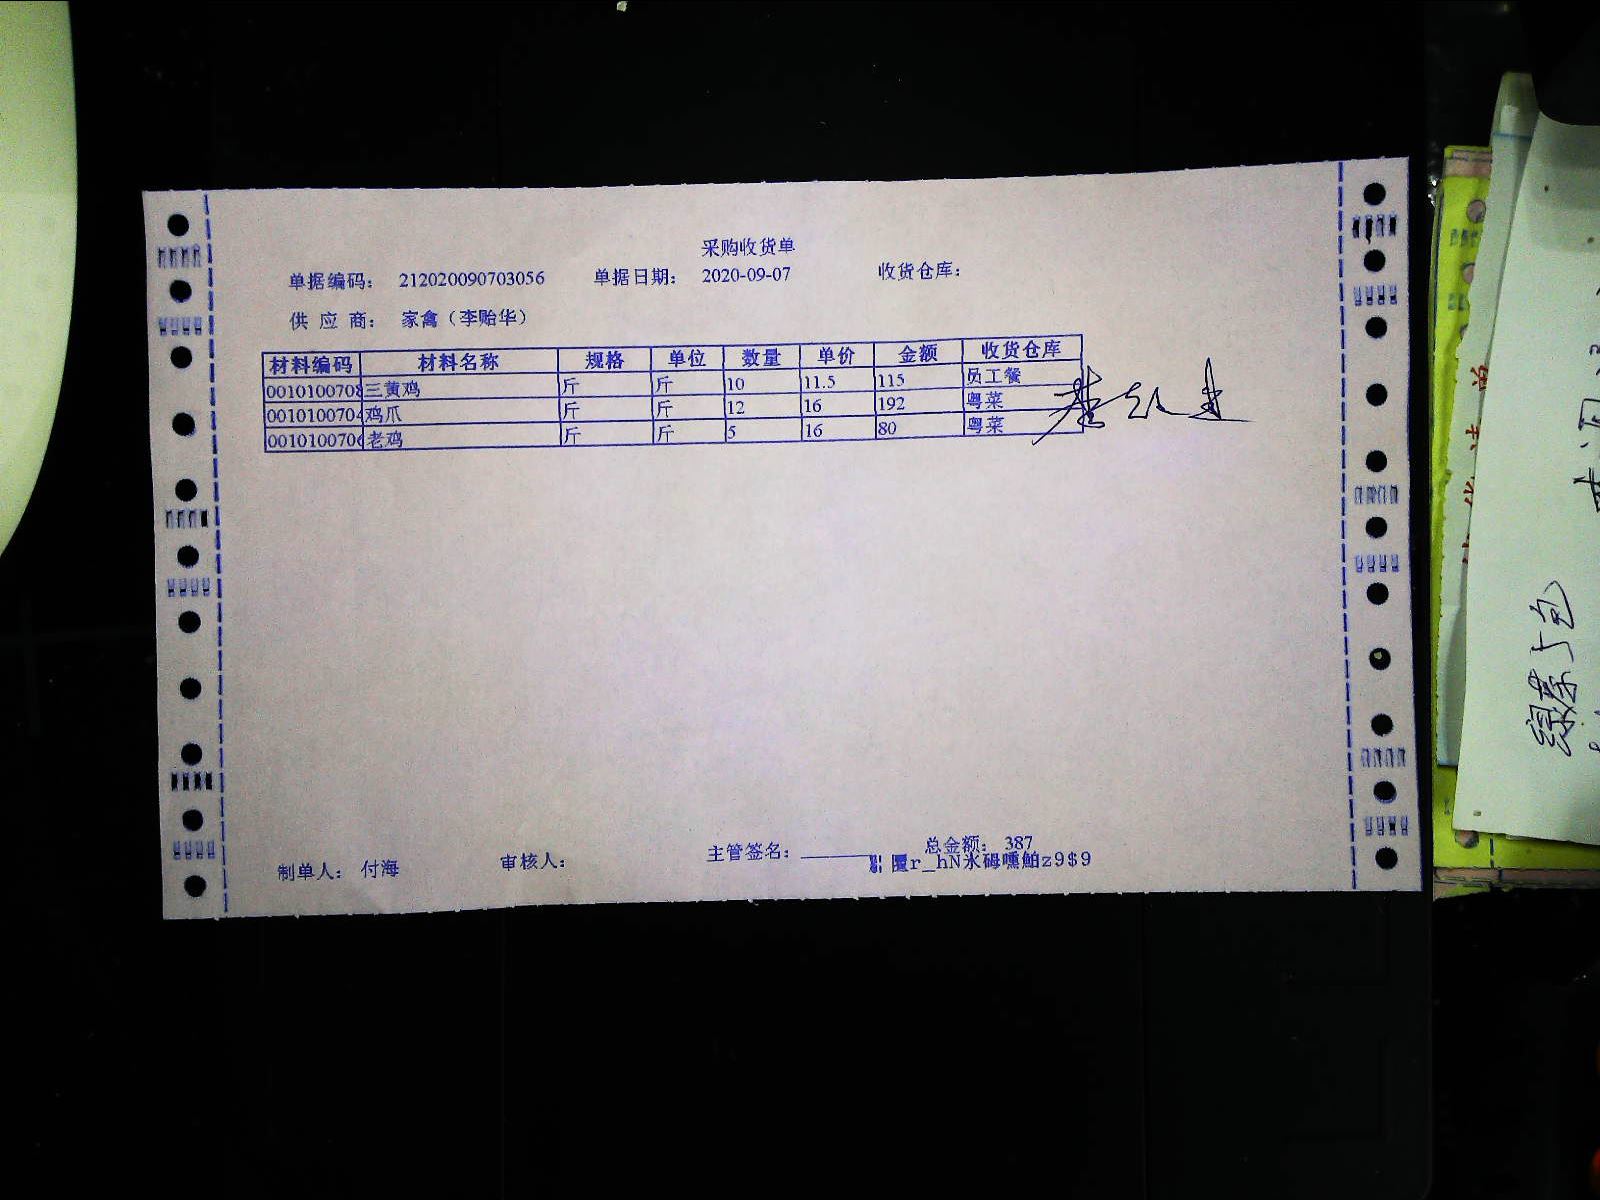 采购收货单
单据编码： 212020090703056 单据日期： 2020-09-07 收货仓库：
供 应 商： 家禽（李贻华）
材料编码 材料名称 规格 单位 数量 单价 金额 收货仓库
0010100708 三黄鸡 斤 斤 10 11.5 115 员工餐
001010070 鸡爪 斤 斤 12 16 192 粤菜
001010070 老鸡 斤 斤 5 16 80 粤菜
主管签名： 总金额： 387
制单人： 付海 审核人：
绿茶5包